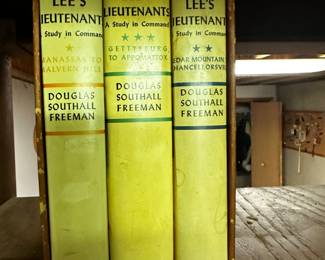 LEE'S
LIEUTENANTS
A Study in Command
MANASSAS TO
MALVERN HILL
DOUGLAS
SOUTHALL
FREEMAN
LIEUTENANTS
A Study in Command
GETTYSBURG
TO APPOMATTOX
DOUGLAS
SOUTHALL
FREEMAN
LEE'S
LIEUTENANTS
A Study in Command
CEDAR MOUNTAIN
CHANCELLORSVILLE
DOUGLAS
SOUTHALL
FREEMAN